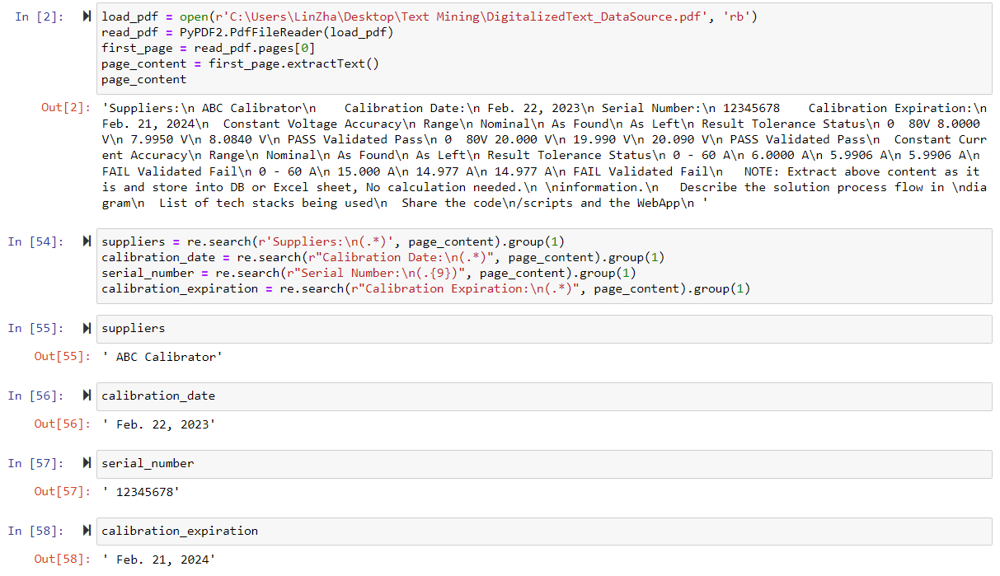 In [2]: load_pdf = open(r'C:\Users\LinZha\Desktop\Text Mining\DigitalizedText_DataSource.pdf', 'rb')
read_pdf = PyPDF2.PdfFileReader(load_pdf)
first_page = read_pdf.pages[0]
page_content = first_page.extractText()
page_content
Out[2]: 'Suppliers:\n ABC Calibrator\n    Calibration Date:\n Feb. 22, 2023\n Serial Number:\n 12345678    Calibration Expiration:\n
Feb. 21, 2024\n  Constant Voltage Accuracy\n Range\n Nominal\n As Found\n As Left\n Result Tolerance Status\n 0  80V 8.0000
V\n 7.9950 V\n 8.0840 V\n PASS Validated Pass\n 0  80V 20.000 V\n 19.990 V\n 20.090 V\n PASS Validated Pass\n  Constant Curr
ent Accuracy\n Range\n Nominal\n As Found\n As Left\n Result Tolerance Status\n 0 - 60 A\n 6.0000 A\n 5.9906 A\n 5.9906 A\n
FAIL Validated Fail\n 0 - 60 A\n 15.000 A\n 14.977 A\n 14.977 A\n FAIL Validated Fail\n   NOTE: Extract above content as it
is and store into DB or Excel sheet, No calculation needed.\n \ninformation.\n   Describe the solution process flow in \ndia
gram\n  List of tech stacks being used\n  Share the code\n/scripts and the WebApp\n '
In [54]: suppliers = re.search(r'Suppliers:\n(.*)', page_content).group(1)
calibration_date = re.search(r"Calibration Date:\n(.*)", page_content).group(1)
serial_number = re.search(r"Serial Number:\n(.{9})", page_content).group(1)
calibration_expiration = re.search(r"Calibration Expiration:\n(.*)", page_content).group(1)
In [55]: suppliers
Out[55]: ' ABC Calibrator'
In [56]: calibration_date
Out[56]: ' Feb. 22, 2023'
In [57]: serial_number
Out[57]: ' 12345678'
In [58]: calibration_expiration
Out[58]: ' Feb. 21, 2024'